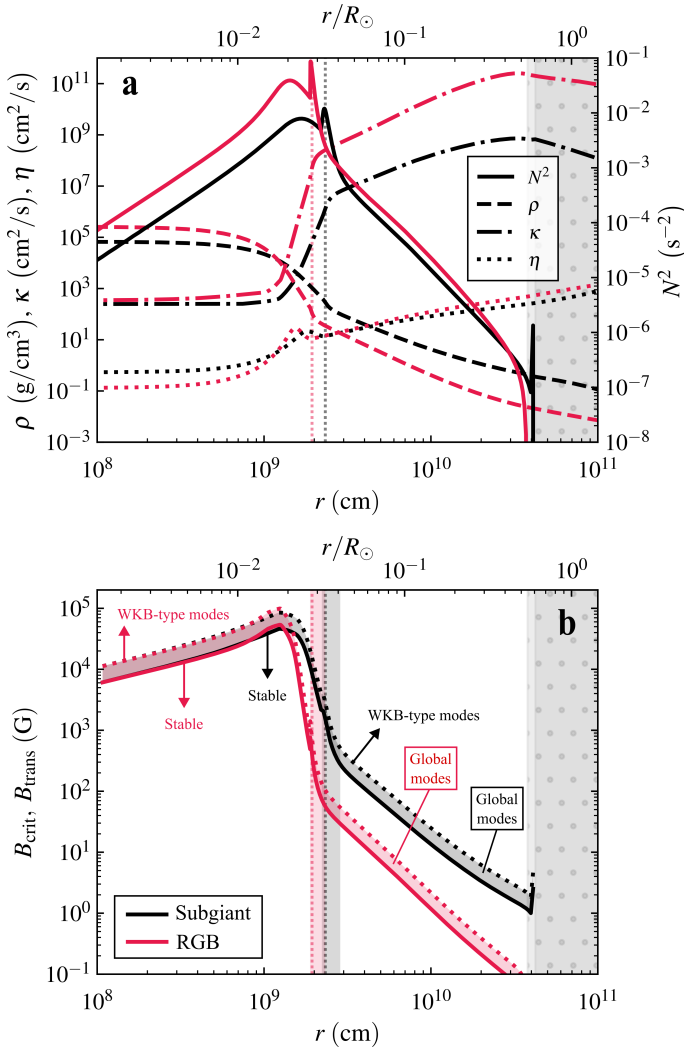 r/R⊙
10⁻² 10⁻¹ 10⁰
a
ρ (g/cm³), κ (cm²/s), η (cm²/s)
10¹¹
10⁹
10⁷
10⁵
10³
10¹
10⁻¹
10⁻³
N²
ρ
κ
η
10⁻¹
10⁻²
10⁻³
10⁻⁴
10⁻⁵
10⁻⁶
10⁻⁷
10⁻⁸
N² (s⁻²)
10⁸ 10⁹ 10¹⁰ 10¹¹
r (cm)
r/R⊙
10⁻² 10⁻¹ 10⁰
b
B_crit, B_trans (G)
10⁵
10⁴
10³
10²
10¹
10⁰
10⁻¹
WKB-type modes
Stable
Stable
WKB-type modes
Global
modes
Global
modes
Subgiant
RGB
10⁸ 10⁹ 10¹⁰ 10¹¹
r (cm)